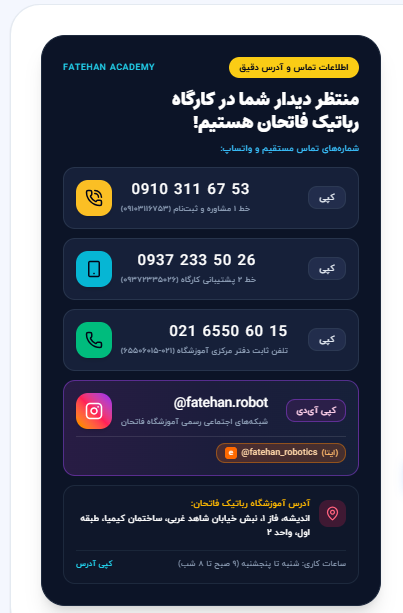 اطلاعات تماس و آدرس دقیق
FATEHAN ACADEMY
منتظر دیدار شما در کارگاه
رباتیک فاتحان هستیم!
شماره‌های تماس مستقیم و واتساپ:
0910 311 67 53
خط ۱ مشاوره و ثبت‌نام (۰۹۱۰۳۱۱۶۷۵۳)
کپی
0937 233 50 26
خط ۲ پشتیبانی کارگاه (۰۹۳۷۲۳۳۵۰۲۶)
کپی
021 6550 60 15
تلفن ثابت دفتر مرکزی آموزشگاه (۰۲۱-۶۵۵۰۶۰۱۵)
کپی
@fatehan.robot
شبکه‌های اجتماعی رسمی آموزشگاه فاتحان
کپی آیدی
e @fatehan_robotics (ایتا)
آدرس آموزشگاه رباتیک فاتحان:
اندیشه، فاز ۱، نبش خیابان شاهد غربی، ساختمان کیمیا، طبقه
اول، واحد ۲
ساعات کاری: شنبه تا پنجشنبه (۹ صبح تا ۸ شب)
کپی آدرس